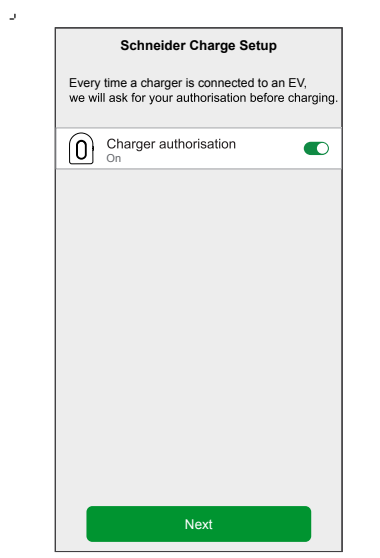 Schneider Charge Setup
Every time a charger is connected to an EV,
we will ask for your authorisation before charging.
Charger authorisation
On
Next